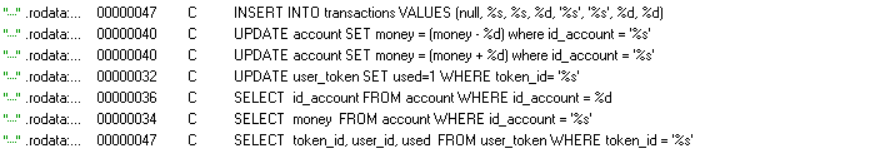 "..." .rodata:... 00000047 C INSERT INTO transactions VALUES (null, %s, %s, %d, '%s', '%s', %d, %d)
"..." .rodata:... 00000040 C UPDATE account SET money = (money - %d) where id_account = '%s'
"..." .rodata:... 00000040 C UPDATE account SET money = (money + %d) where id_account = '%s'
"..." .rodata:... 00000032 C UPDATE user_token SET used=1 WHERE token_id= '%s'
"..." .rodata:... 00000036 C SELECT id_account FROM account WHERE id_account = %d
"..." .rodata:... 00000034 C SELECT money FROM account WHERE id_account = '%s'
"..." .rodata:... 00000047 C SELECT token_id, user_id, used FROM user_token WHERE token_id = '%s'